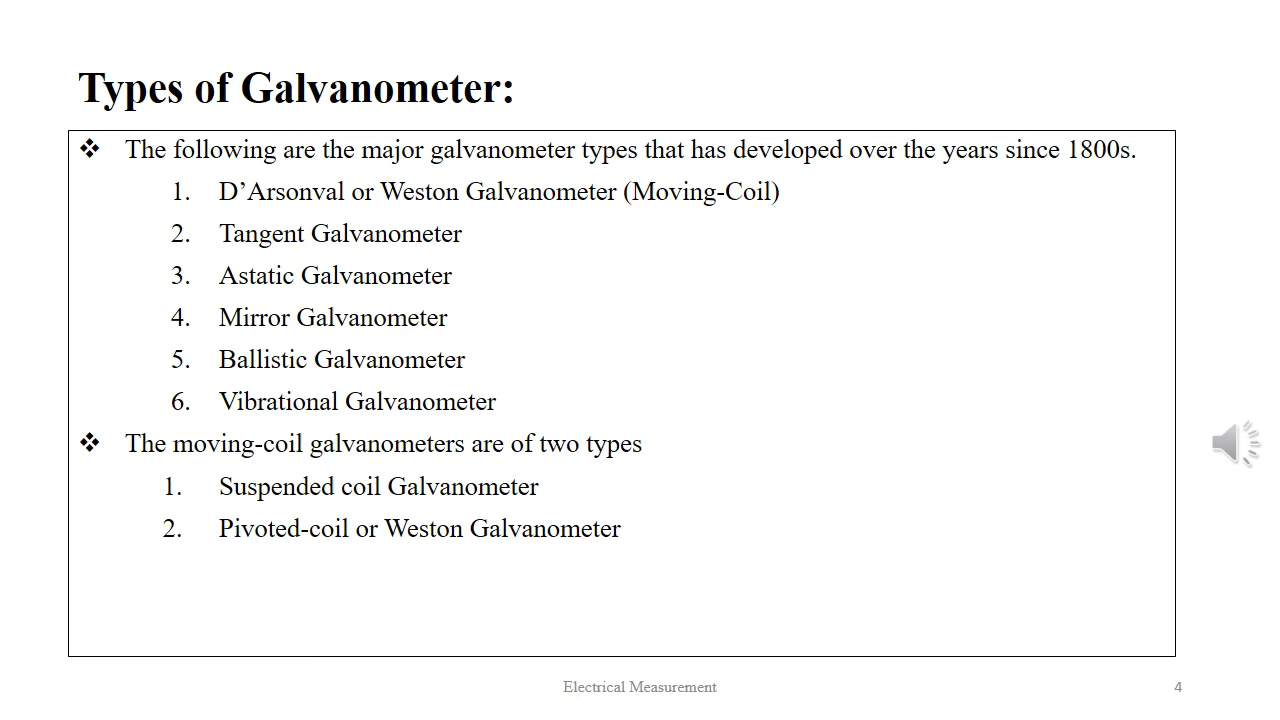 Types of Galvanometer:
❖ The following are the major galvanometer types that has developed over the years since 1800s.
1. D’Arsonval or Weston Galvanometer (Moving-Coil)
2. Tangent Galvanometer
3. Astatic Galvanometer
4. Mirror Galvanometer
5. Ballistic Galvanometer
6. Vibrational Galvanometer
❖ The moving-coil galvanometers are of two types
1. Suspended coil Galvanometer
2. Pivoted-coil or Weston Galvanometer
Electrical Measurement
4